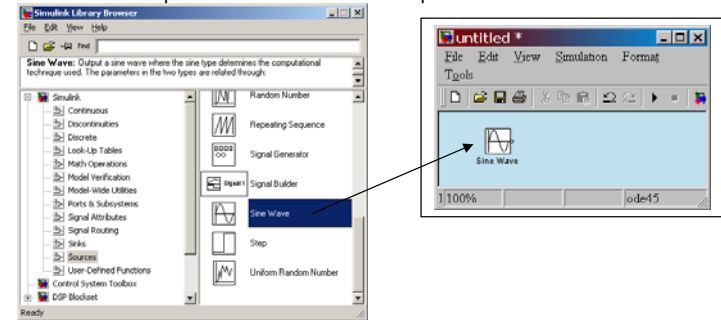 Simulink Library Browser
File Edit View Help
Find
Sine Wave: Output a sine wave where the sine type determines the computational
technique used. The parameters in the two types are related through:
Simulink
Continuous
Discontinuities
Discrete
Look-Up Tables
Math Operations
Model Verification
Model-Wide Utilities
Ports & Subsystems
Signal Attributes
Signal Routing
Sinks
Sources
User-Defined Functions
Control System Toolbox
DSP Blockset
Random Number
Repeating Sequence
Signal Generator
Signal 1 Signal Builder
Sine Wave
Step
Uniform Random Number
Ready
untitled *
File Edit View Simulation Format
Tools
Sine Wave
100% ode45